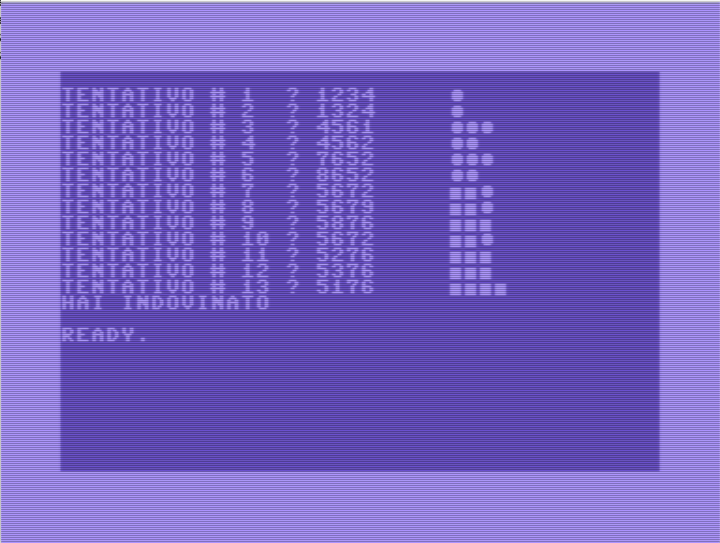 TENTATIVO # 1  ? 1234     ●
TENTATIVO # 2  ? 1324     ●
TENTATIVO # 3  ? 4561     ●●●
TENTATIVO # 4  ? 4562     ●●
TENTATIVO # 5  ? 7652     ●●●
TENTATIVO # 6  ? 8652     ●●
TENTATIVO # 7  ? 5672     ■■●
TENTATIVO # 8  ? 5679     ■■●
TENTATIVO # 9  ? 5876     ■■■
TENTATIVO # 10 ? 5672     ■■●
TENTATIVO # 11 ? 5276     ■■■
TENTATIVO # 12 ? 5376     ■■■
TENTATIVO # 13 ? 5176     ■■■■
HAI INDOVINATO
READY.